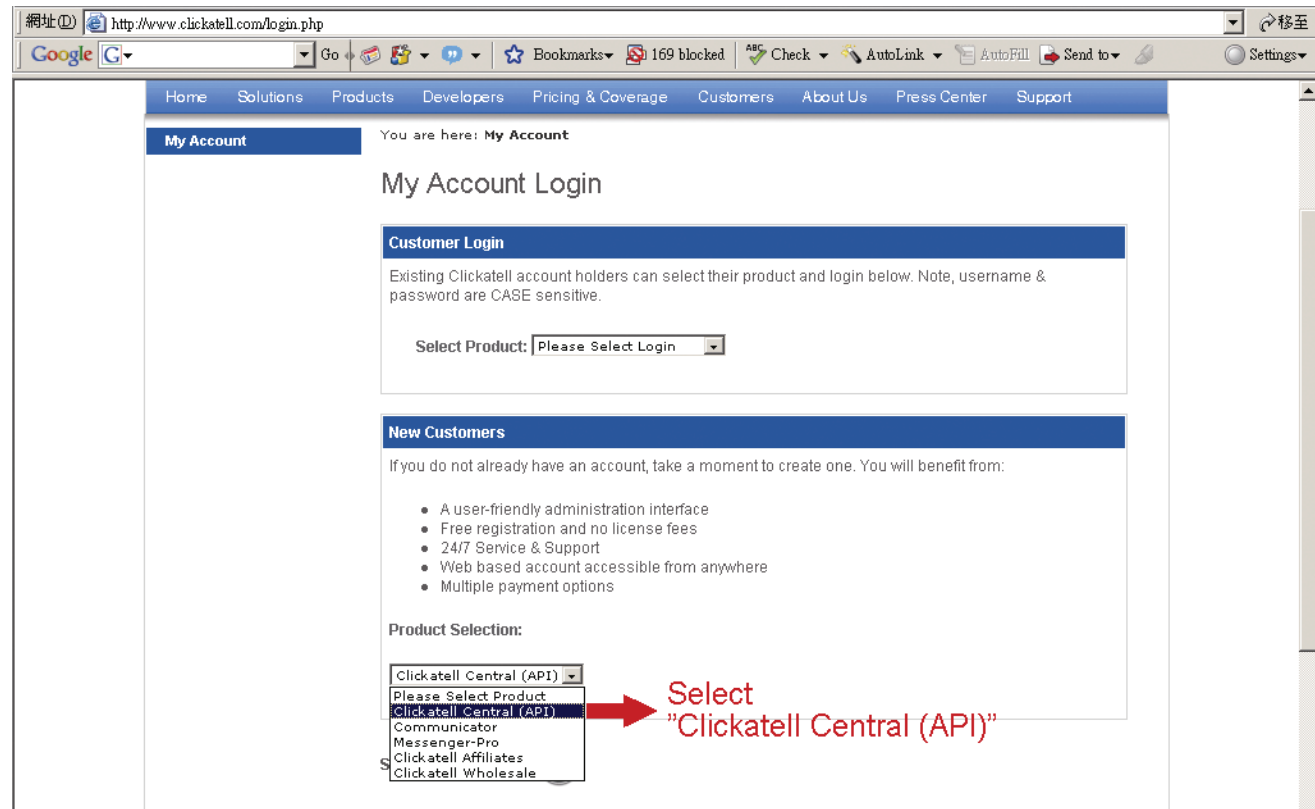 網址(D) http://www.clickatell.com/login.php 移至
Google G Go Bookmarks 169 blocked ABC Check AutoLink AutoFill Send to Settings
Home Solutions Products Developers Pricing & Coverage Customers About Us Press Center Support
My Account
You are here: My Account
My Account Login
Customer Login
Existing Clickatell account holders can select their product and login below. Note, username &
password are CASE sensitive.
Select Product: Please Select Login
New Customers
If you do not already have an account, take a moment to create one. You will benefit from:
• A user-friendly administration interface
• Free registration and no license fees
• 24/7 Service & Support
• Web based account accessible from anywhere
• Multiple payment options
Product Selection:
Clickatell Central (API)
Please Select Product
Clickatell Central (API)
Communicator
Messenger-Pro
Clickatell Affiliates
Clickatell Wholesale
Select
”Clickatell Central (API)”